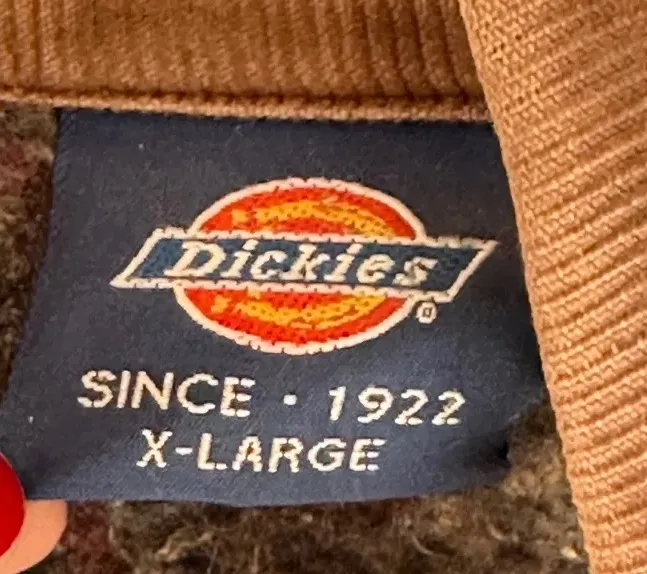 Dickies®
SINCE · 1922
X-LARGE